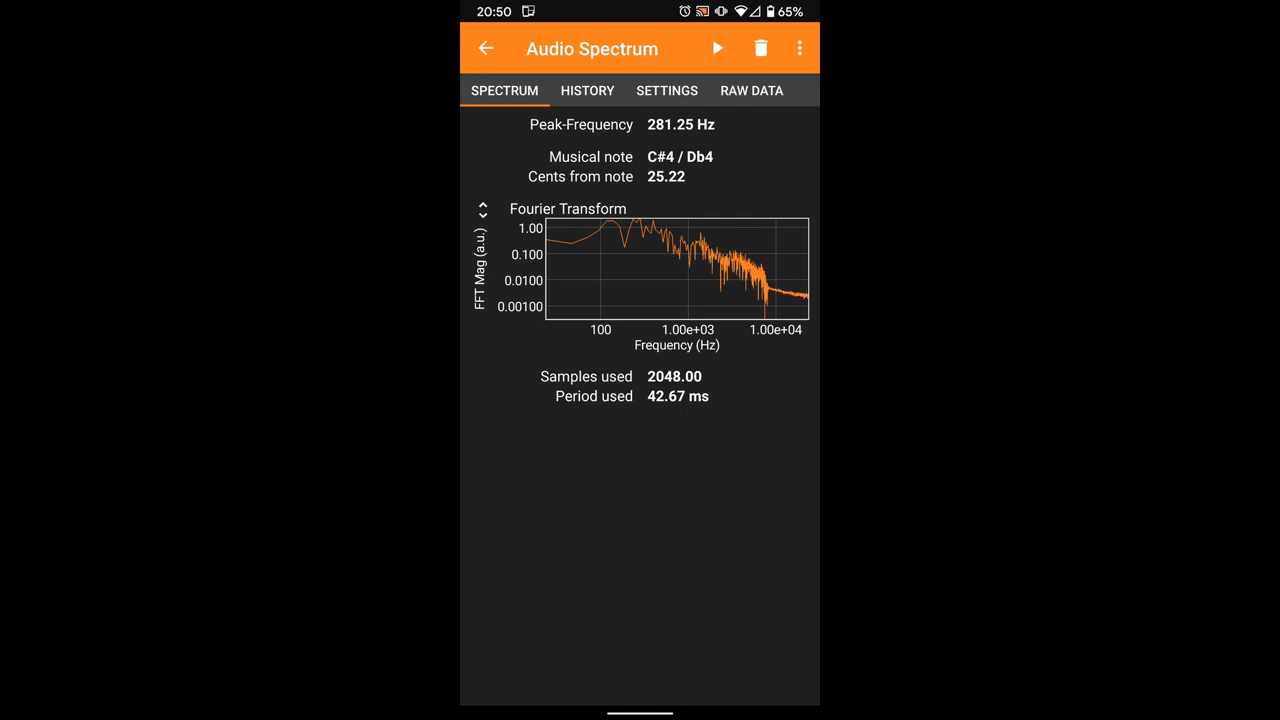 20:50 65%
Audio Spectrum
SPECTRUM HISTORY SETTINGS RAW DATA
Peak-Frequency 281.25 Hz
Musical note C#4 / Db4
Cents from note 25.22
Fourier Transform
FFT Mag (a.u.)
1.00
0.100
0.0100
0.00100
100 1.00e+03 1.00e+04
Frequency (Hz)
Samples used 2048.00
Period used 42.67 ms